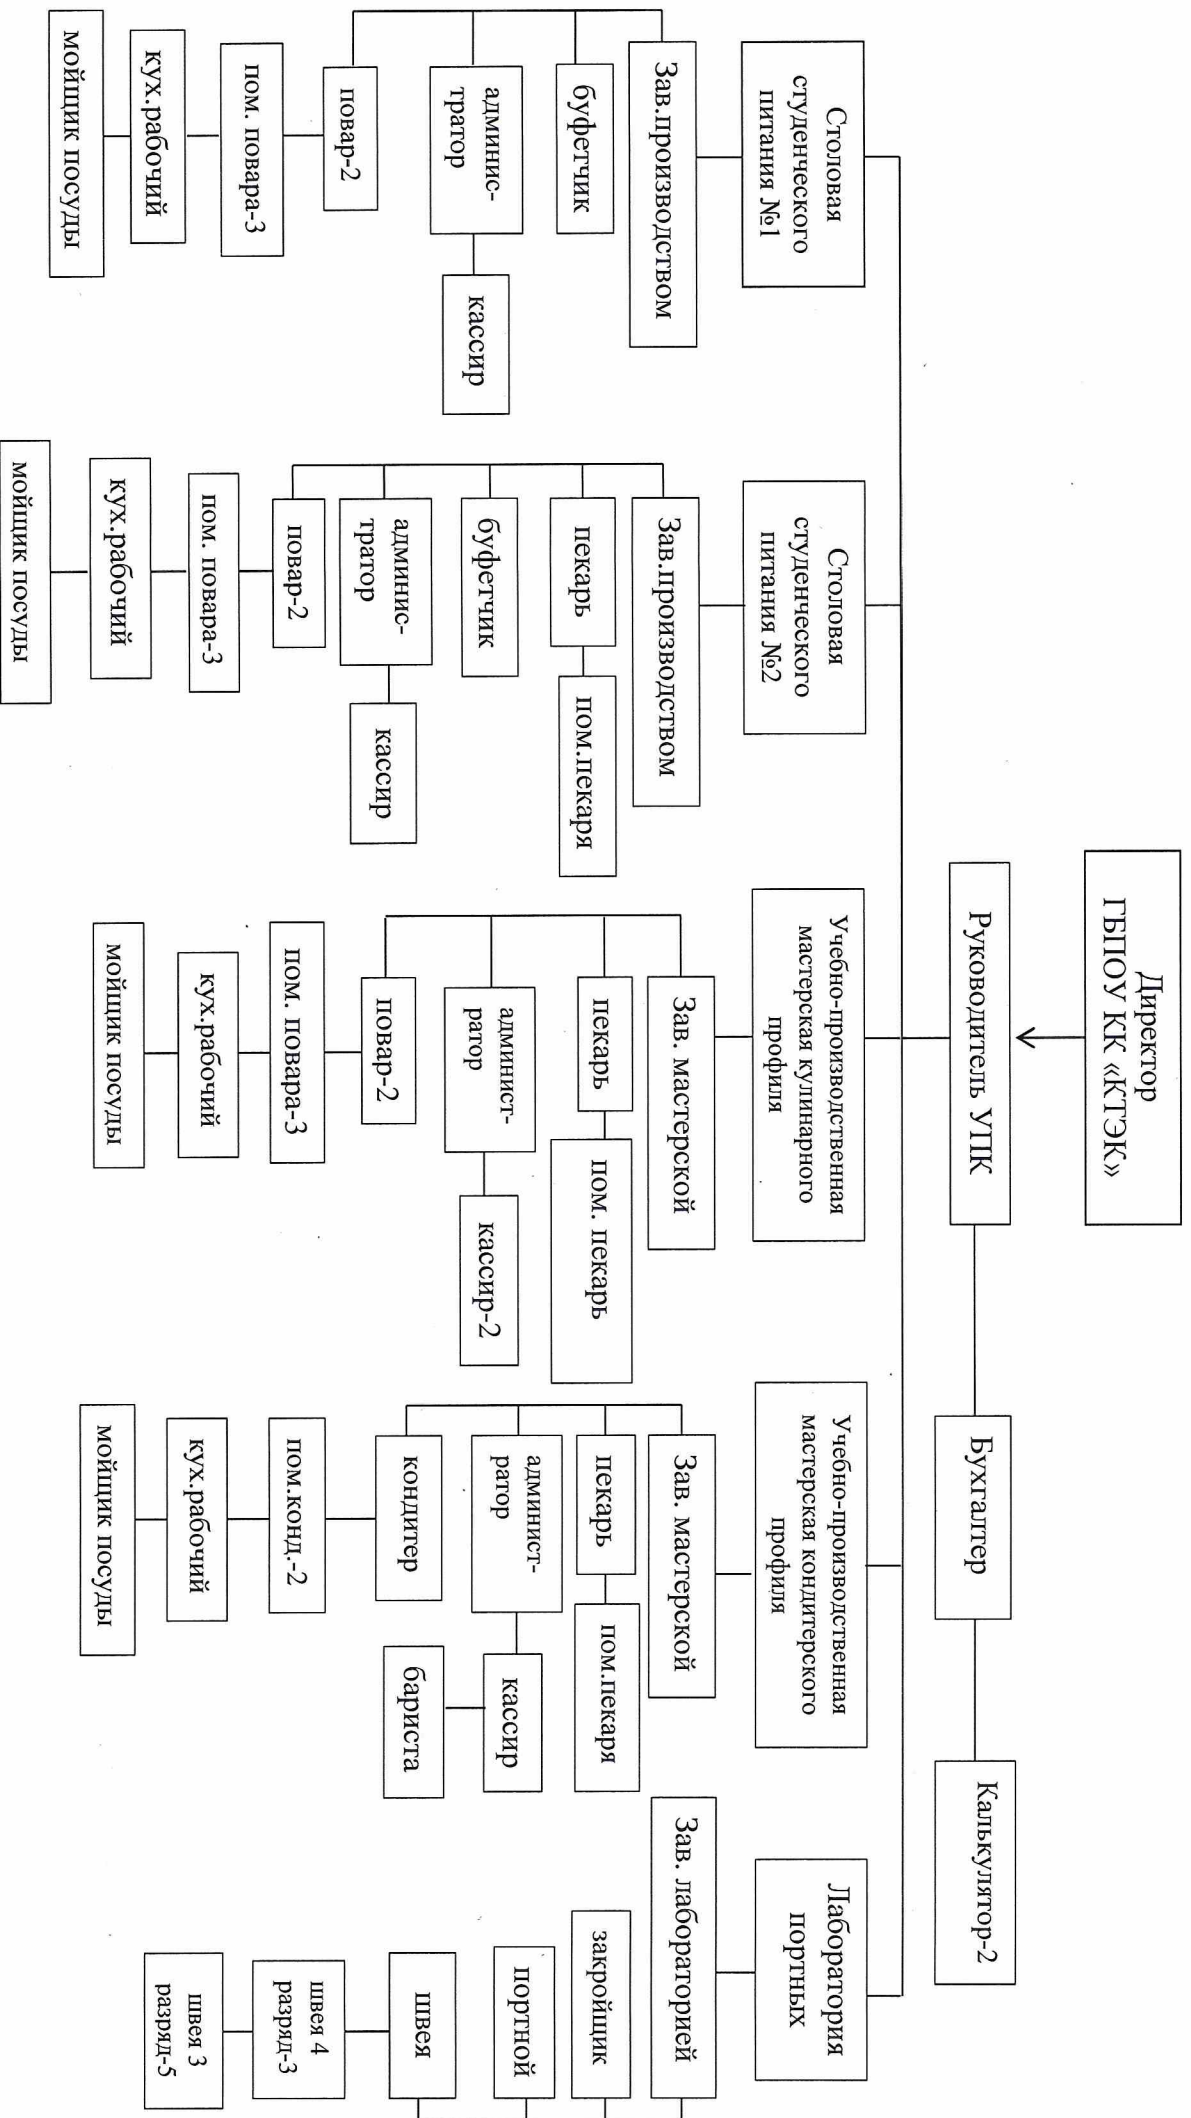 Директор
ГБПОУ КК «КТЭК»
Руководитель УПК
Бухгалтер
Калькулятор-2
Столовая
студенческого
питания №1
Зав.производством
буфетчик
админис-
тратор
кассир
повар-2
пом. повара-3
кух.рабочий
мойщик посуды
Столовая
студенческого
питания №2
Зав.производством
пекарь
пом.пекаря
буфетчик
админис-
тратор
кассир
повар-2
пом. повара-3
кух.рабочий
мойщик посуды
Учебно-производственная
мастерская кулинарного
профиля
Зав. мастерской
пекарь
пом. пекарь
админист-
ратор
кассир-2
повар-2
пом. повара-3
кух.рабочий
мойщик посуды
Учебно-производственная
мастерская кондитерского
профиля
Зав. мастерской
пекарь
пом.пекаря
админист-
ратор
кассир
бариста
кондитер
пом.конд.-2
кух.рабочий
мойщик посуды
Лаборатория
портных
Зав. лабораторией
закройщик
портной
швея
швея 4
разряд-3
швея 3
разряд-5